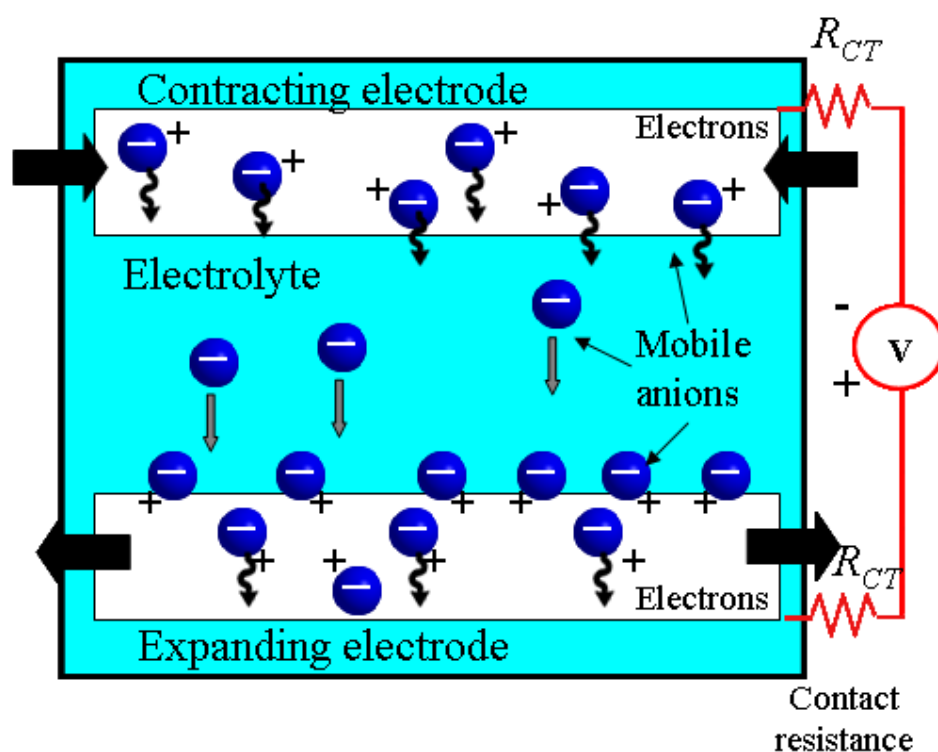 R_CT
Contracting electrode
Electrons
+
+
+
+
+
+
Electrolyte
Mobile
anions
-
v
+
+
+
+
+
+
+
+
+
+
+
R_CT
Electrons
Expanding electrode
Contact
resistance